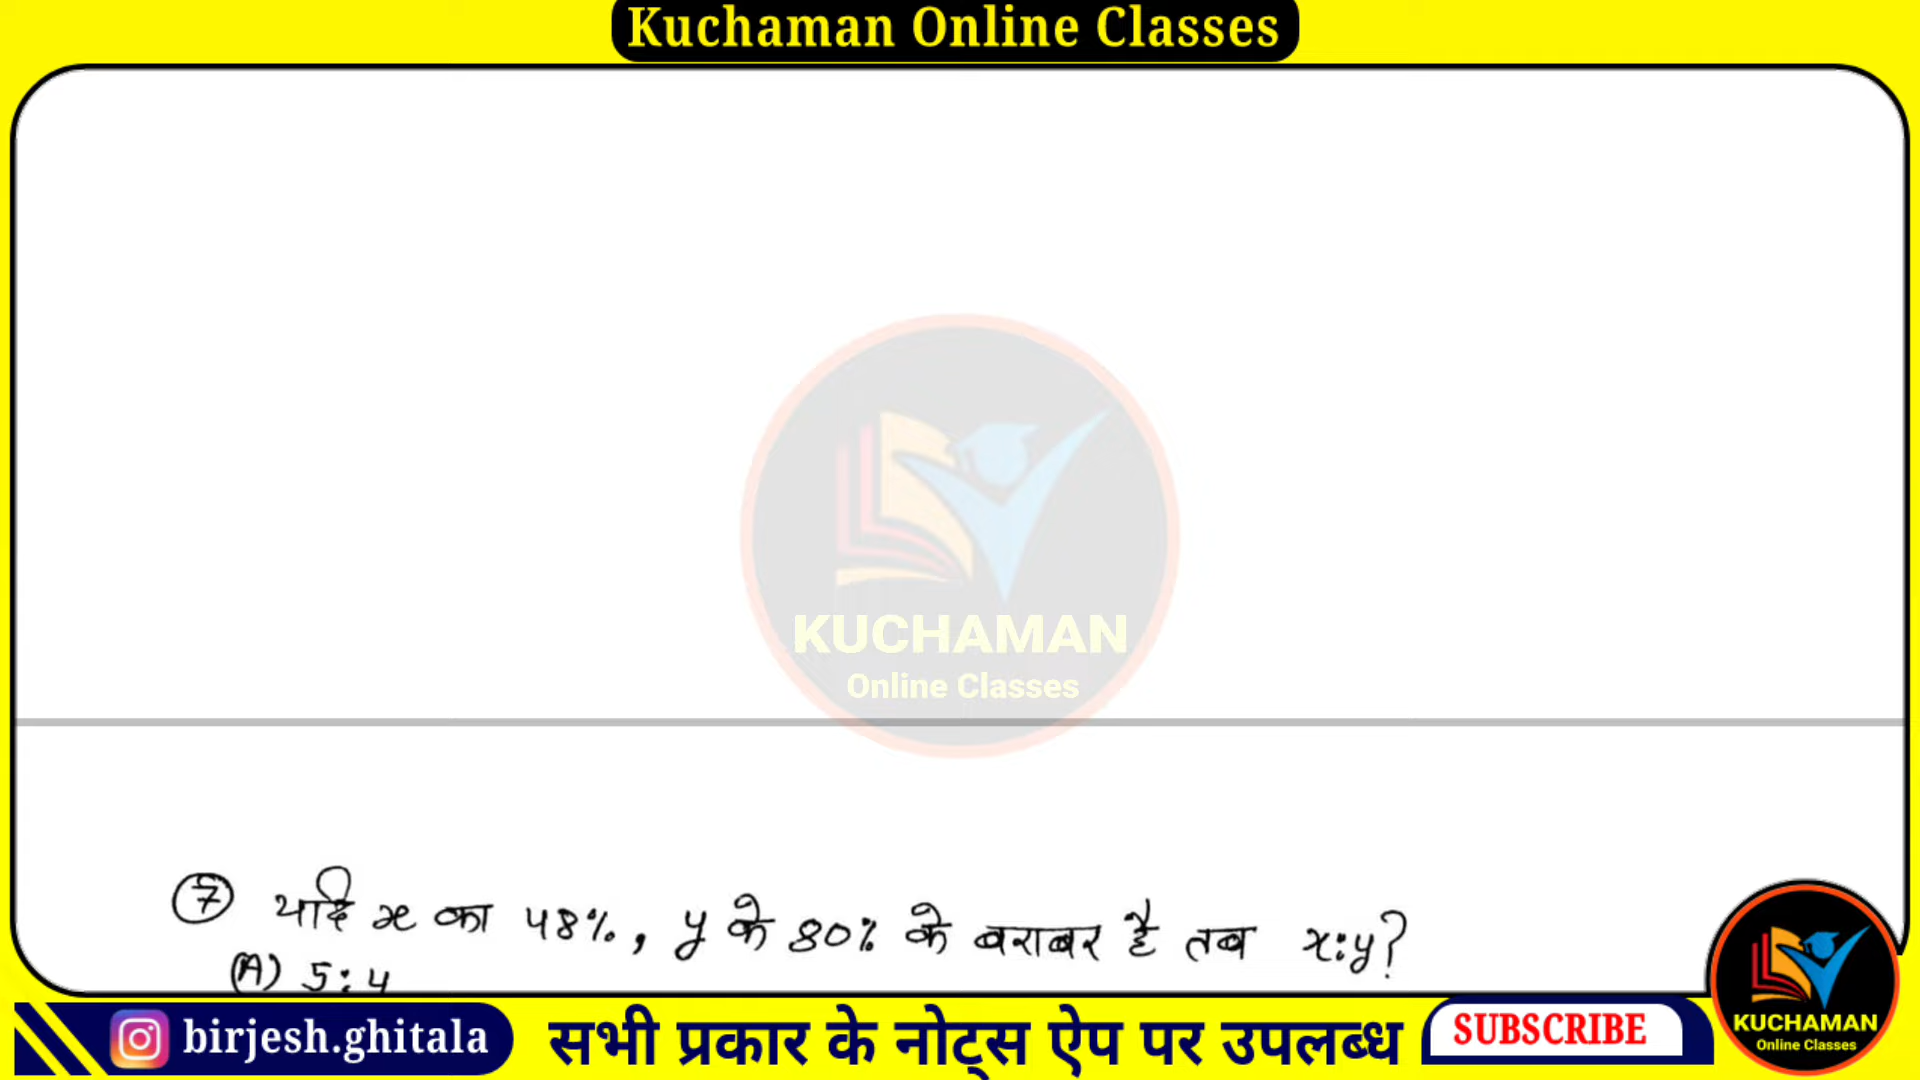 Kuchaman Online Classes
KUCHAMAN
Online Classes
⑦ यदि x का 48%, y के 80% के बराबर है तब x:y?
(A) 5:4
birjesh.ghitala
सभी प्रकार के नोट्स ऐप पर उपलब्ध
SUBSCRIBE
KUCHAMAN
Online Classes